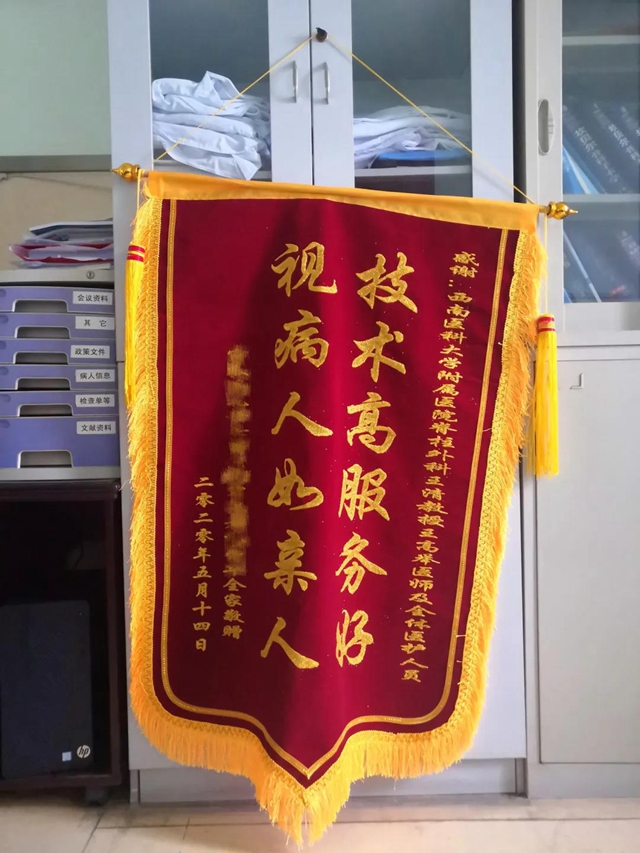 感谢：西南医科大学附属医院脊柱外科王清教授王高举医师及全体医护人员
技术高服务好
视病人如亲人
全家敬赠
二零二零年五月十四日
会议资料
其它
政策文件
病人信息
检查单等
文献资料
hp